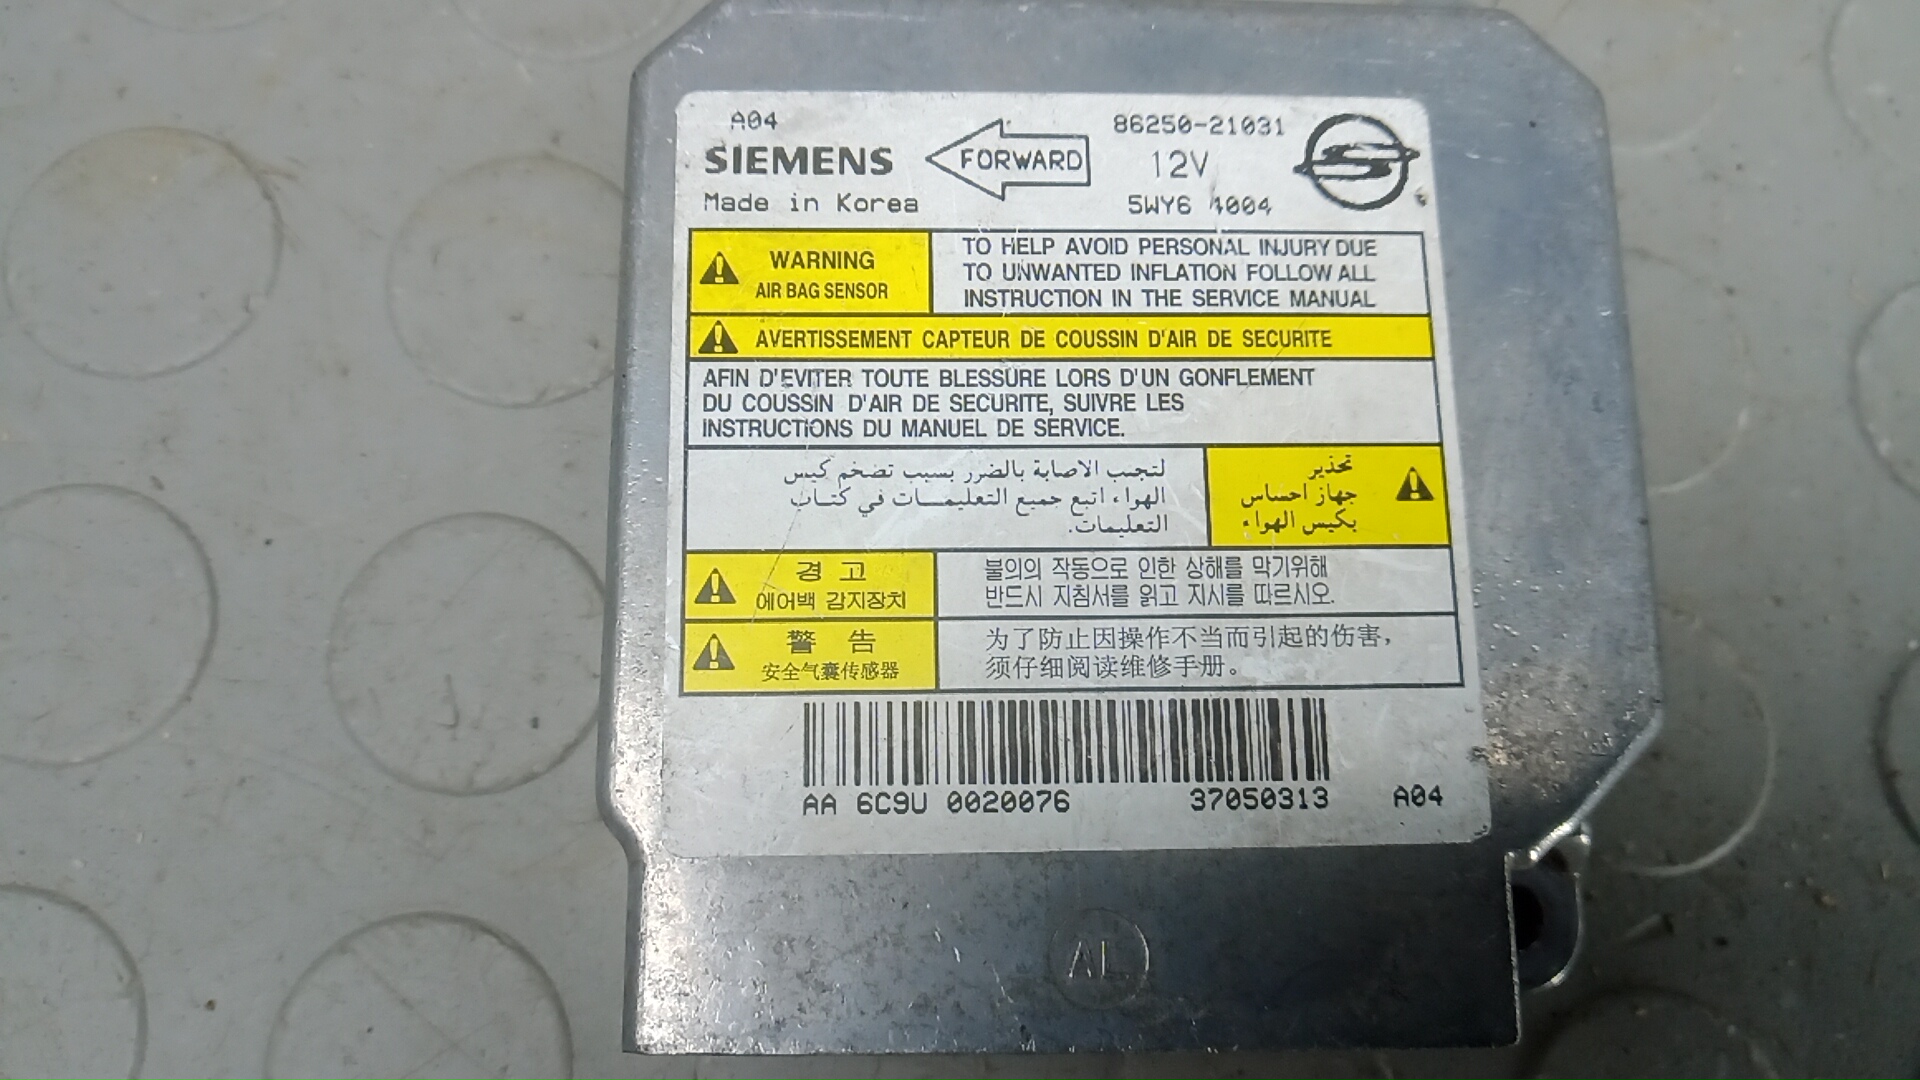 A04
SIEMENS
Made in Korea
FORWARD
86250-21031
12V
5WY6 4004
WARNING
AIR BAG SENSOR
TO HELP AVOID PERSONAL INJURY DUE
TO UNWANTED INFLATION FOLLOW ALL
INSTRUCTION IN THE SERVICE MANUAL
AVERTISSEMENT CAPTEUR DE COUSSIN D'AIR DE SECURITE
AFIN D'EVITER TOUTE BLESSURE LORS D'UN GONFLEMENT
DU COUSSIN D'AIR DE SECURITE, SUIVRE LES
INSTRUCTIONS DU MANUEL DE SERVICE.
تحذير
جهاز احساس
بكيس الهواء
لتجنب الاصابة بالضرر بسبب تضخم كيس
الهواء، اتبع جميع التعليمـــات في كتاب
التعليمات.
경 고
에어백 감지장치
불의의 작동으로 인한 상해를 막기위해
반드시 지침서를 읽고 지시를 따르시오.
警 告
安全气囊传感器
为了防止因操作不当而引起的伤害，
须仔细阅读维修手册。
AA 6C9U 0020076 37050313 A04
AL